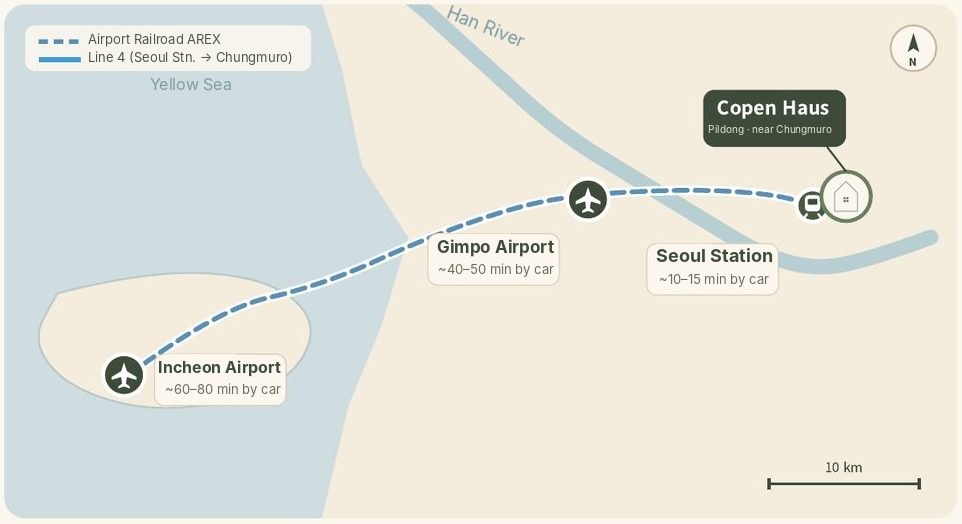 Airport Railroad AREX
Line 4 (Seoul Stn. → Chungmuro)
Yellow Sea
Han River
N
Copen Haus
Pildong · near Chungmuro
Gimpo Airport
~40–50 min by car
Seoul Station
~10–15 min by car
Incheon Airport
~60–80 min by car
10 km